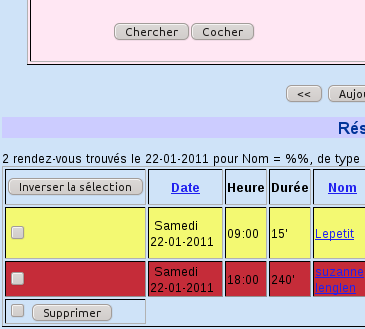 Chercher Cocher
<< Aujou
Rés
2 rendez-vous trouvés le 22-01-2011 pour Nom = %%, de type
Inverser la sélection Date Heure Durée Nom
Samedi
22-01-2011 09:00 15' Lepetit
Samedi suzanne
22-01-2011 18:00 240' lenglen
Supprimer